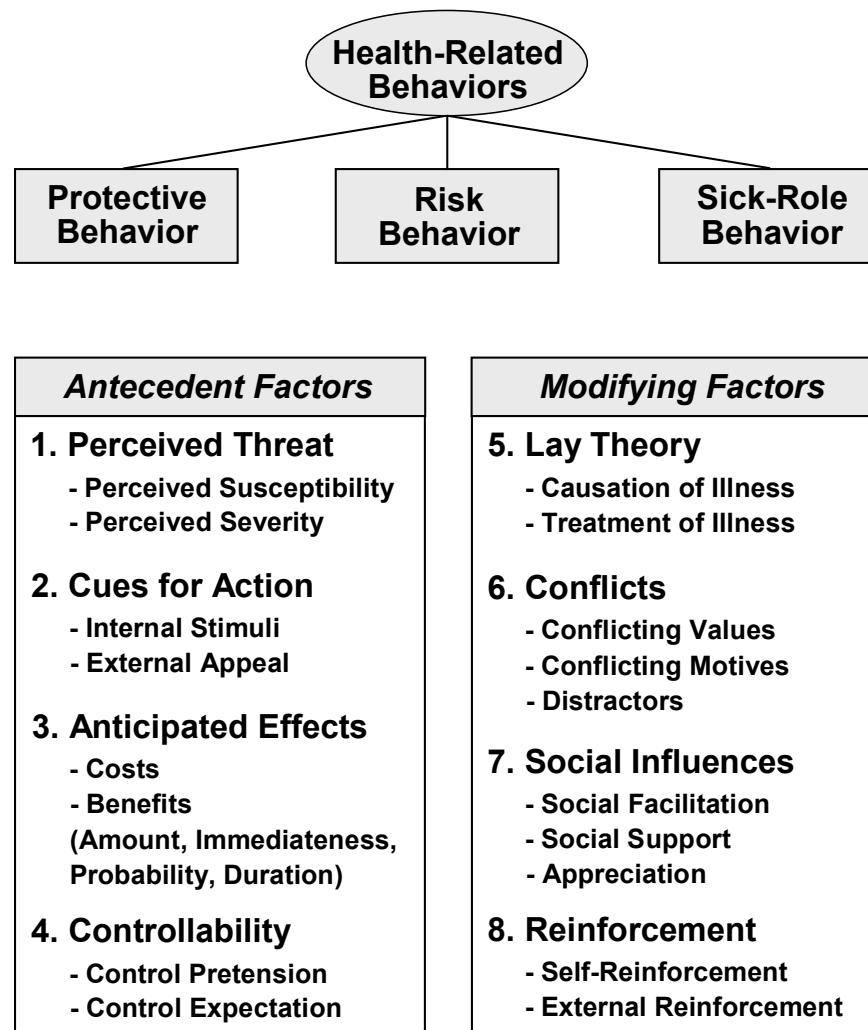 Health-Related
Behaviors
Protective
Behavior
Risk
Behavior
Sick-Role
Behavior
Antecedent Factors
1. Perceived Threat
- Perceived Susceptibility
- Perceived Severity
2. Cues for Action
- Internal Stimuli
- External Appeal
3. Anticipated Effects
- Costs
- Benefits
(Amount, Immediateness,
Probability, Duration)
4. Controllability
- Control Pretension
- Control Expectation
Modifying Factors
5. Lay Theory
- Causation of Illness
- Treatment of Illness
6. Conflicts
- Conflicting Values
- Conflicting Motives
- Distractors
7. Social Influences
- Social Facilitation
- Social Support
- Appreciation
8. Reinforcement
- Self-Reinforcement
- External Reinforcement